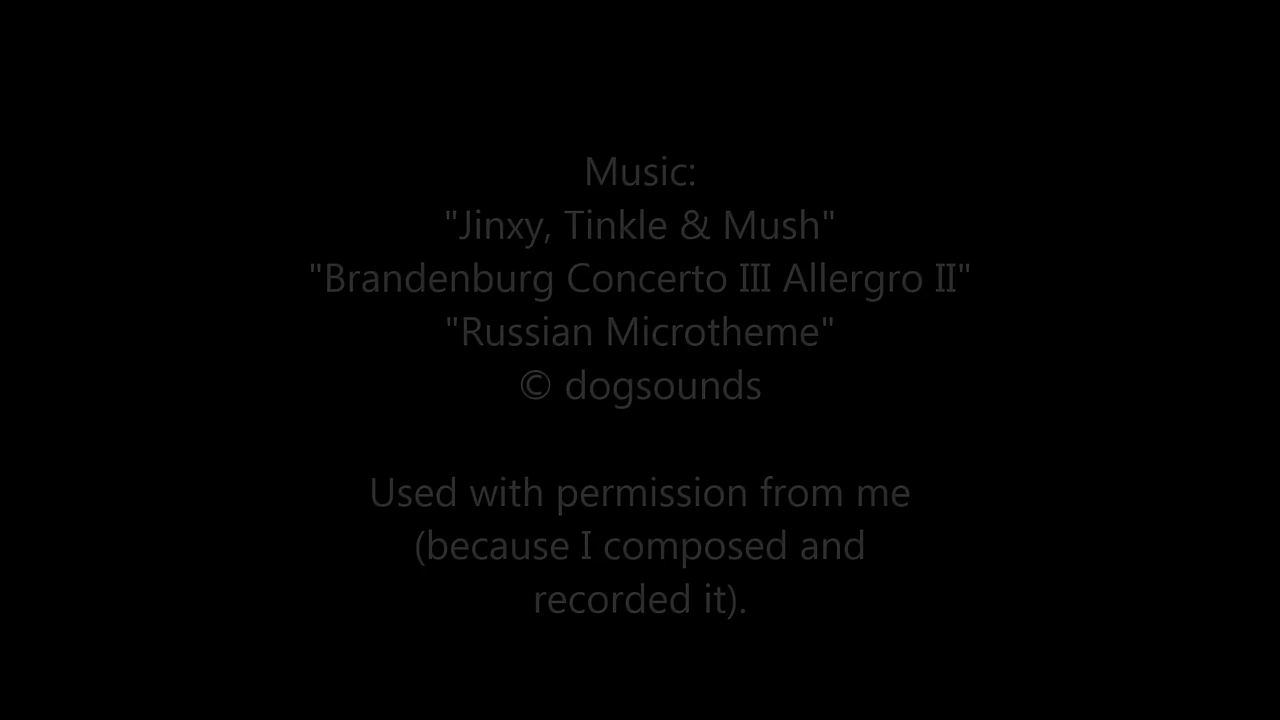 Music:
"Jinxy, Tinkle & Mush"
"Brandenburg Concerto III Allergro II"
"Russian Microtheme"
© dogsounds
Used with permission from me
(because I composed and
recorded it).